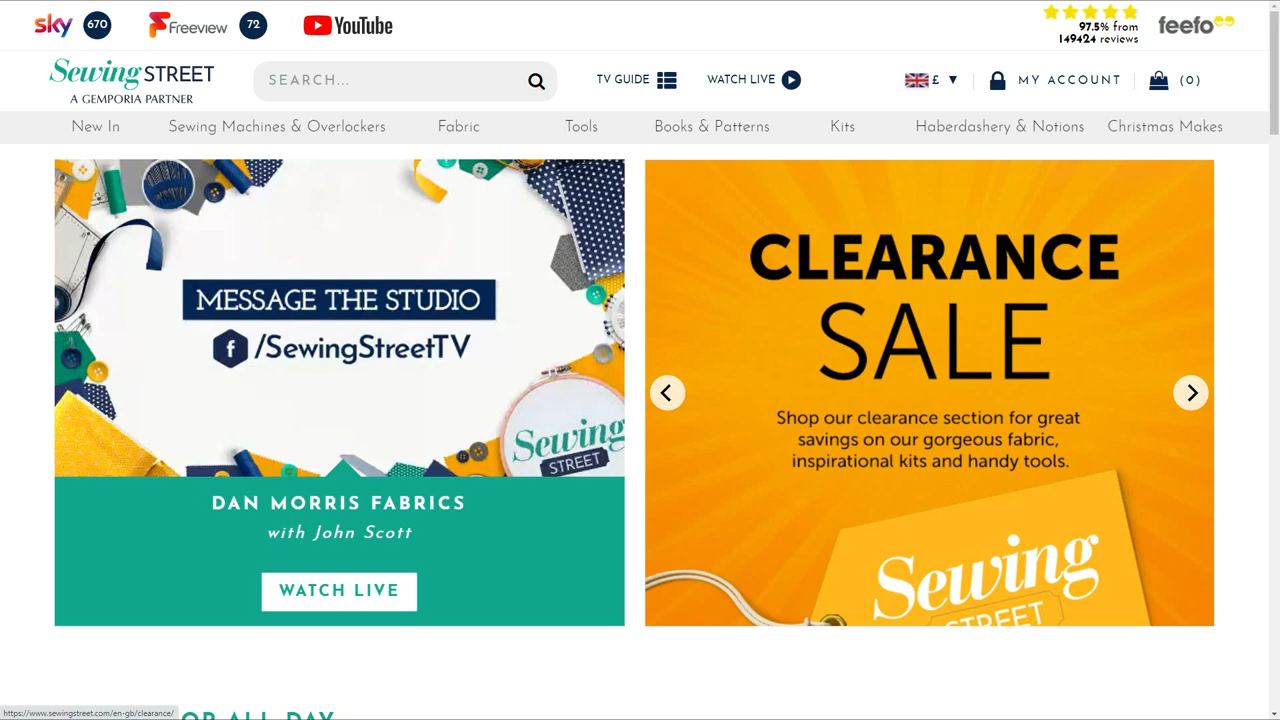 sky 670 Freeview 72 YouTube
97.5% from
149424 reviews
feefo
Sewing STREET
A GEMPORIA PARTNER
SEARCH...
TV GUIDE
WATCH LIVE
£ ▼
MY ACCOUNT
(0)
New In Sewing Machines & Overlockers Fabric Tools Books & Patterns Kits Haberdashery & Notions Christmas Makes
MESSAGE THE STUDIO
f /SewingStreetTV
Sewing
STREET
DAN MORRIS FABRICS
with John Scott
WATCH LIVE
CLEARANCE
SALE
Shop our clearance section for great
savings on our gorgeous fabric,
inspirational kits and handy tools.
Sewing
STREET
https://www.sewingstreet.com/en-gb/clearance/
OR ALL DAY